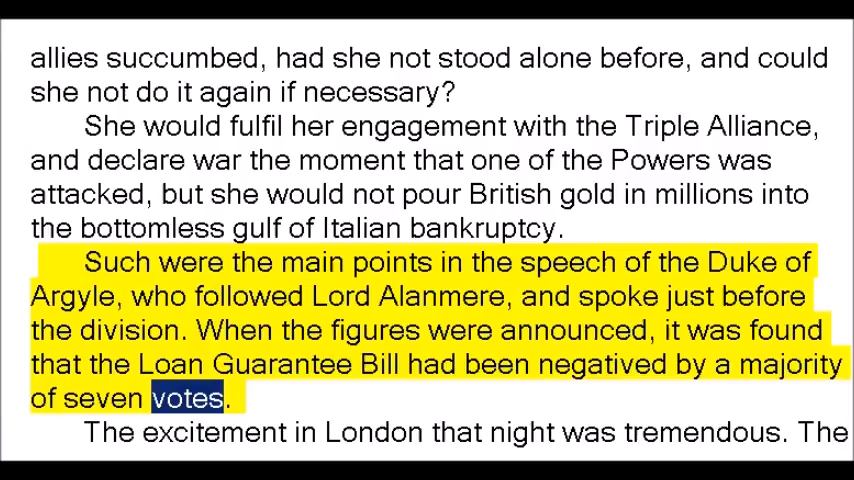 allies succumbed, had she not stood alone before, and could
she not do it again if necessary?
She would fulfil her engagement with the Triple Alliance,
and declare war the moment that one of the Powers was
attacked, but she would not pour British gold in millions into
the bottomless gulf of Italian bankruptcy.
Such were the main points in the speech of the Duke of
Argyle, who followed Lord Alanmere, and spoke just before
the division. When the figures were announced, it was found
that the Loan Guarantee Bill had been negatived by a majority
of seven votes.
The excitement in London that night was tremendous. The